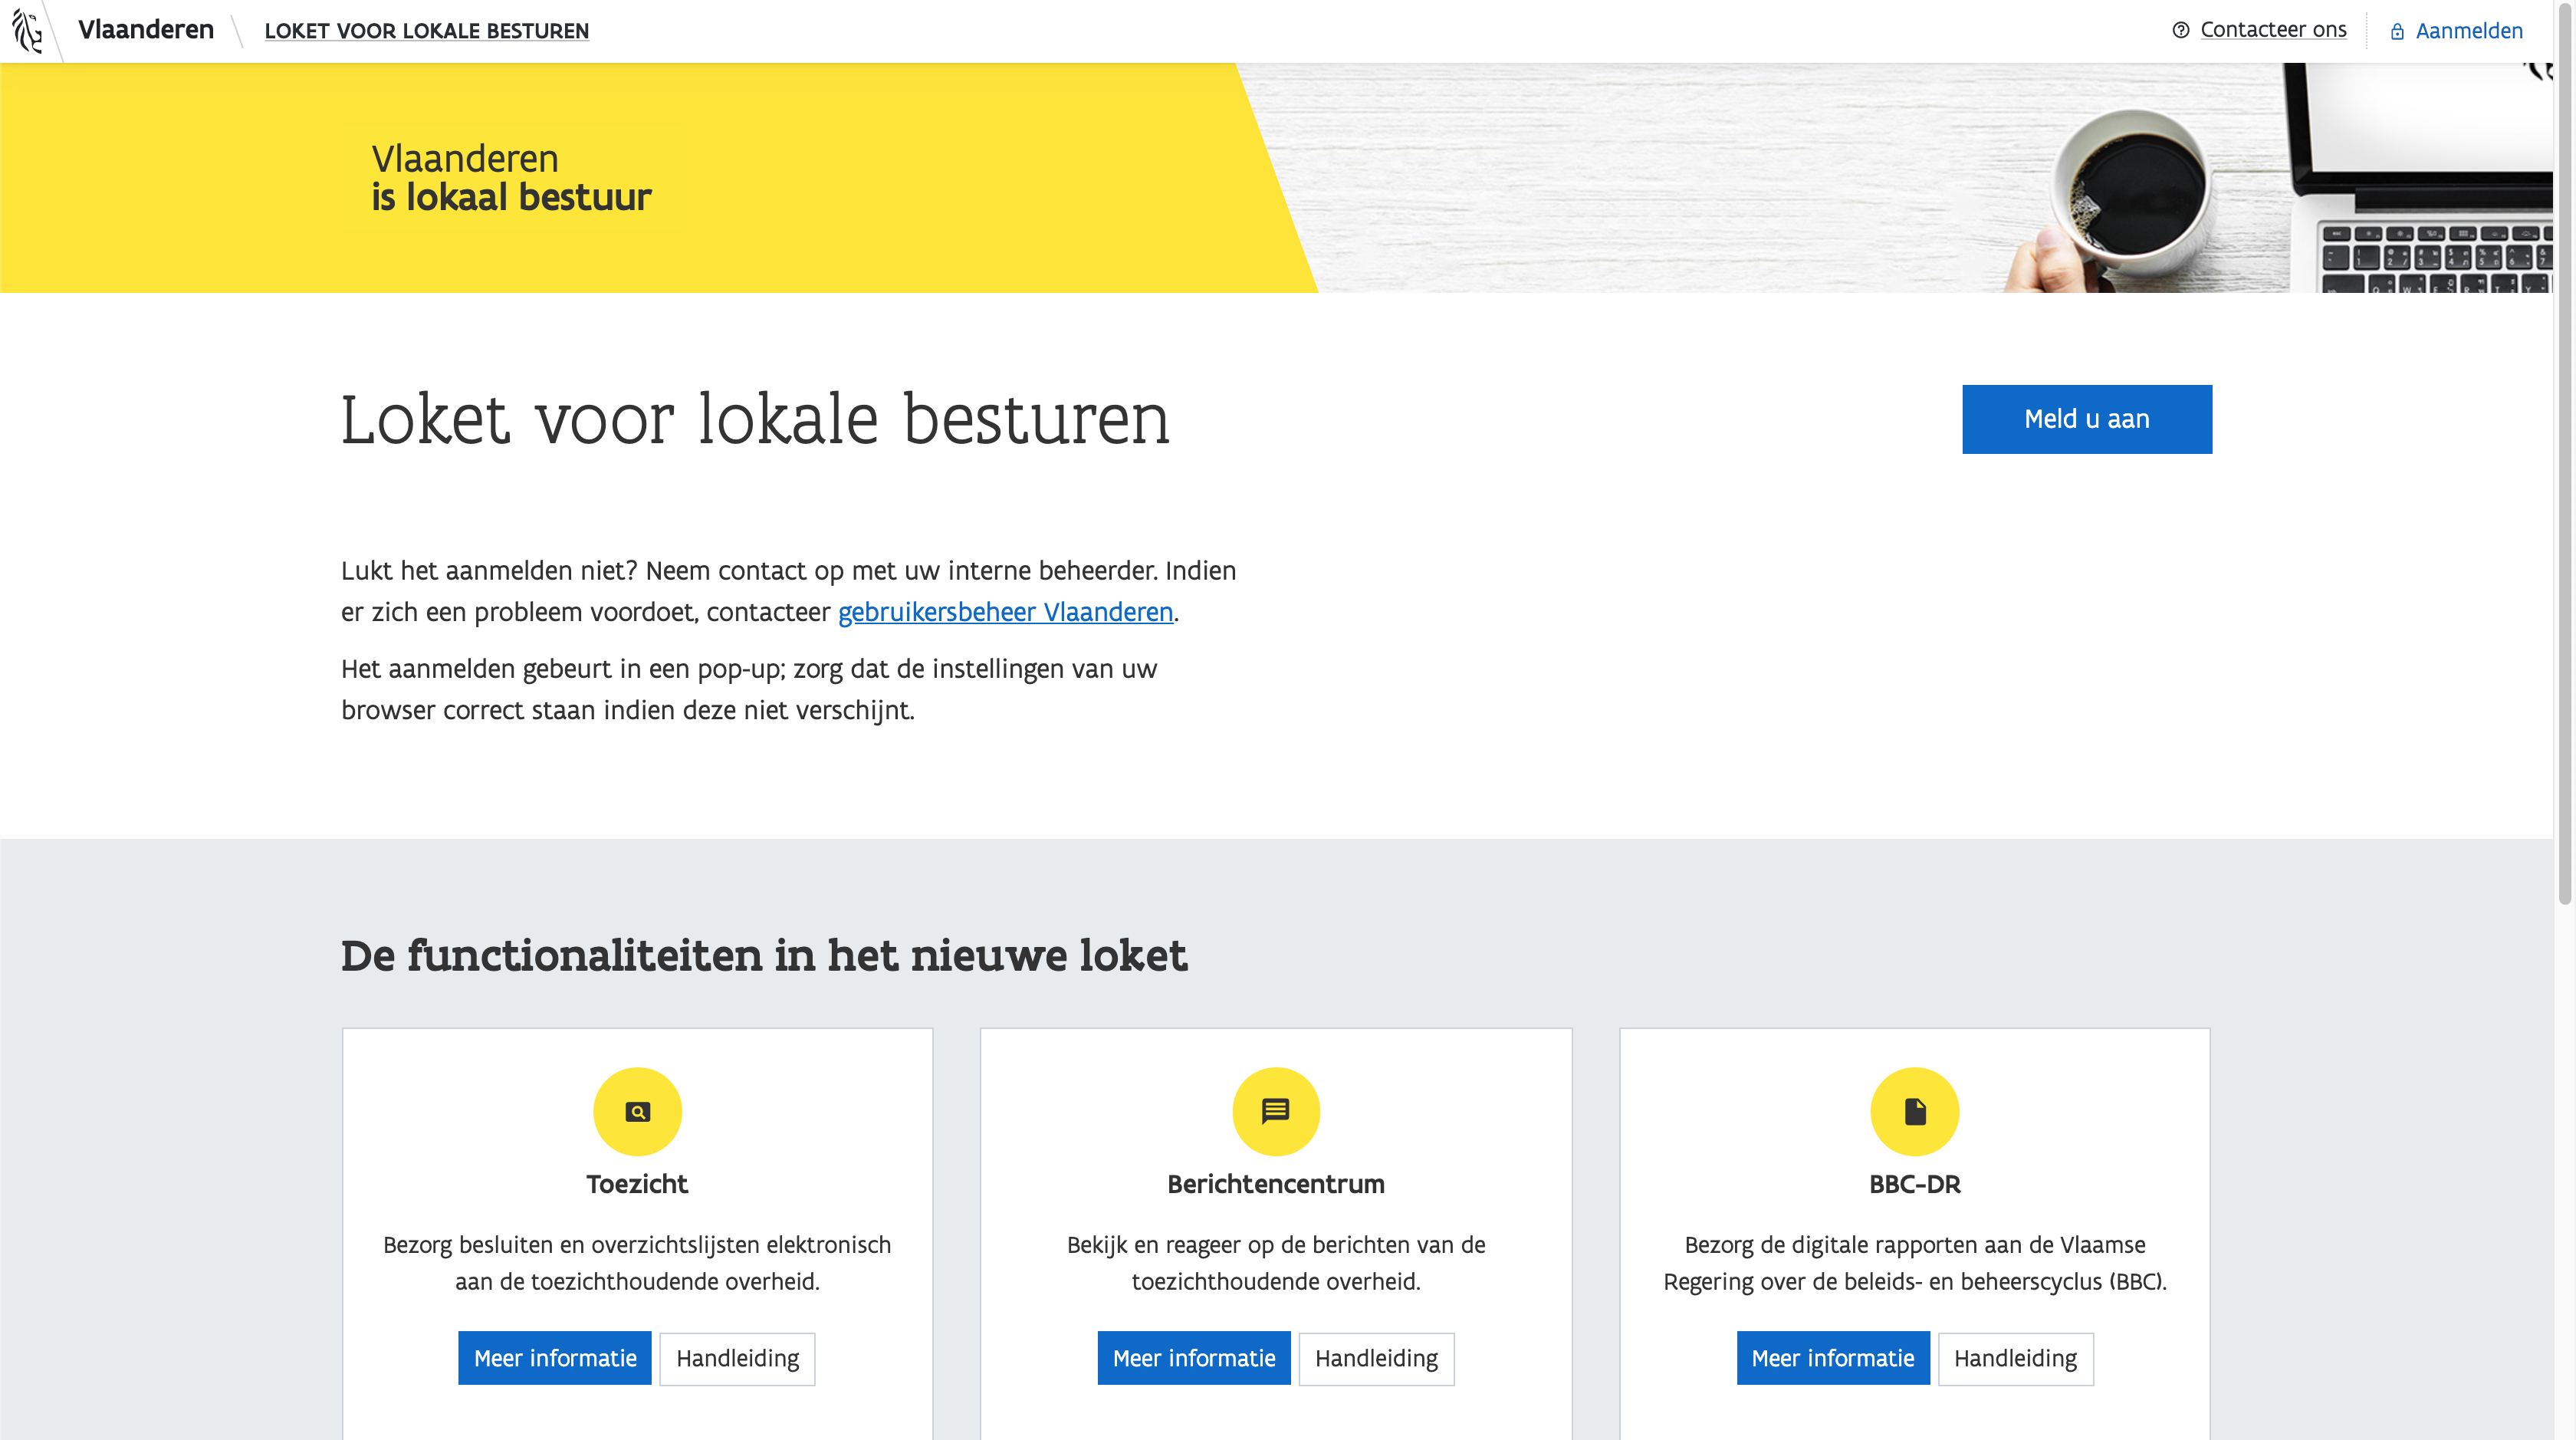 Vlaanderen
LOKET VOOR LOKALE BESTUREN
Contacteer ons
Aanmelden
Vlaanderen
is lokaal bestuur
Loket voor lokale besturen
Meld u aan
Lukt het aanmelden niet? Neem contact op met uw interne beheerder. Indien
er zich een probleem voordoet, contacteer gebruikersbeheer Vlaanderen.
Het aanmelden gebeurt in een pop-up; zorg dat de instellingen van uw
browser correct staan indien deze niet verschijnt.
De functionaliteiten in het nieuwe loket
Toezicht
Bezorg besluiten en overzichtslijsten elektronisch
aan de toezichthoudende overheid.
Meer informatie
Handleiding
Berichtencentrum
Bekijk en reageer op de berichten van de
toezichthoudende overheid.
Meer informatie
Handleiding
BBC-DR
Bezorg de digitale rapporten aan de Vlaamse
Regering over de beleids- en beheerscyclus (BBC).
Meer informatie
Handleiding